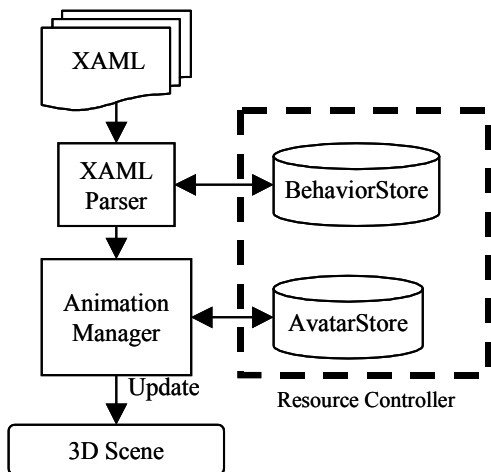 XAML
XAML
Parser
BehaviorStore
Animation
Manager
AvatarStore
Update
Resource Controller
3D Scene